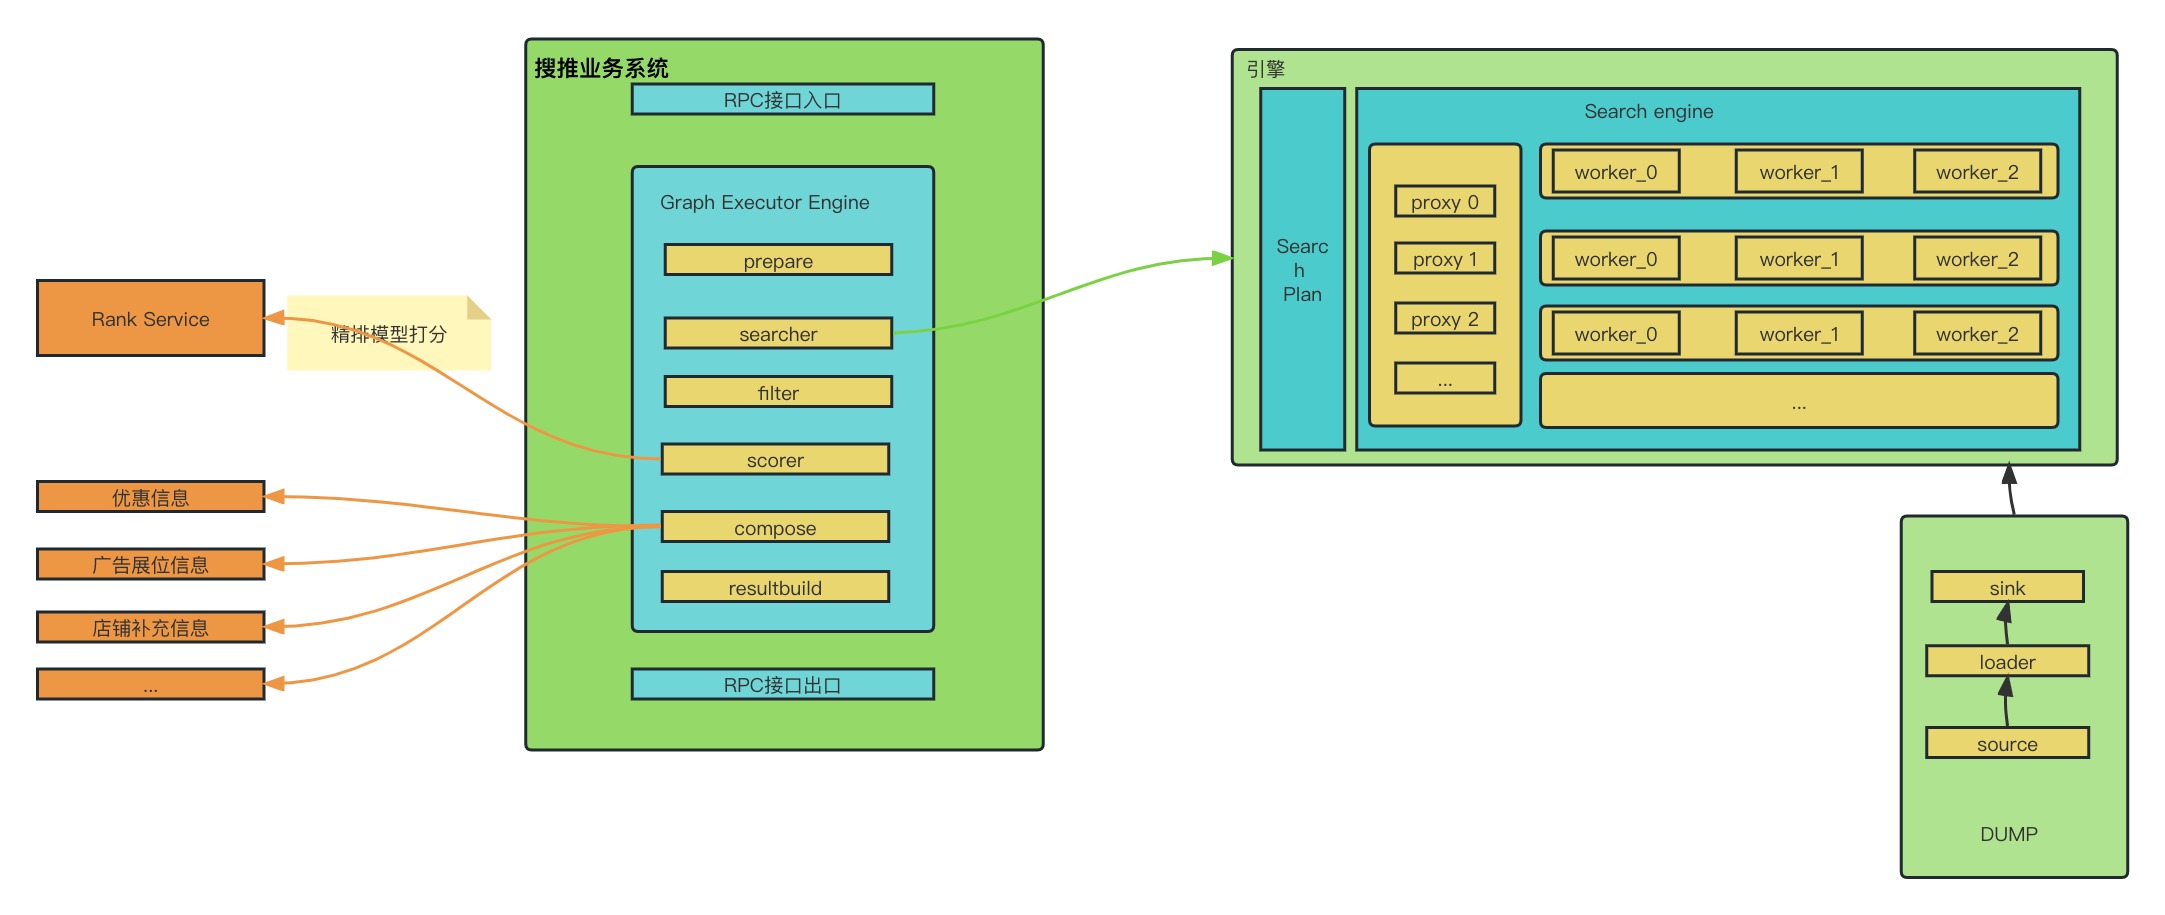 搜推业务系统
RPC接口入口
Graph Executor Engine
prepare
searcher
filter
scorer
compose
resultbuild
RPC接口出口
Rank Service
精排模型打分
优惠信息
广告展位信息
店铺补充信息
...
引擎
Searc
h
Plan
Search engine
proxy 0
proxy 1
proxy 2
...
worker_0 worker_1 worker_2
worker_0 worker_1 worker_2
worker_0 worker_1 worker_2
...
sink
loader
source
DUMP